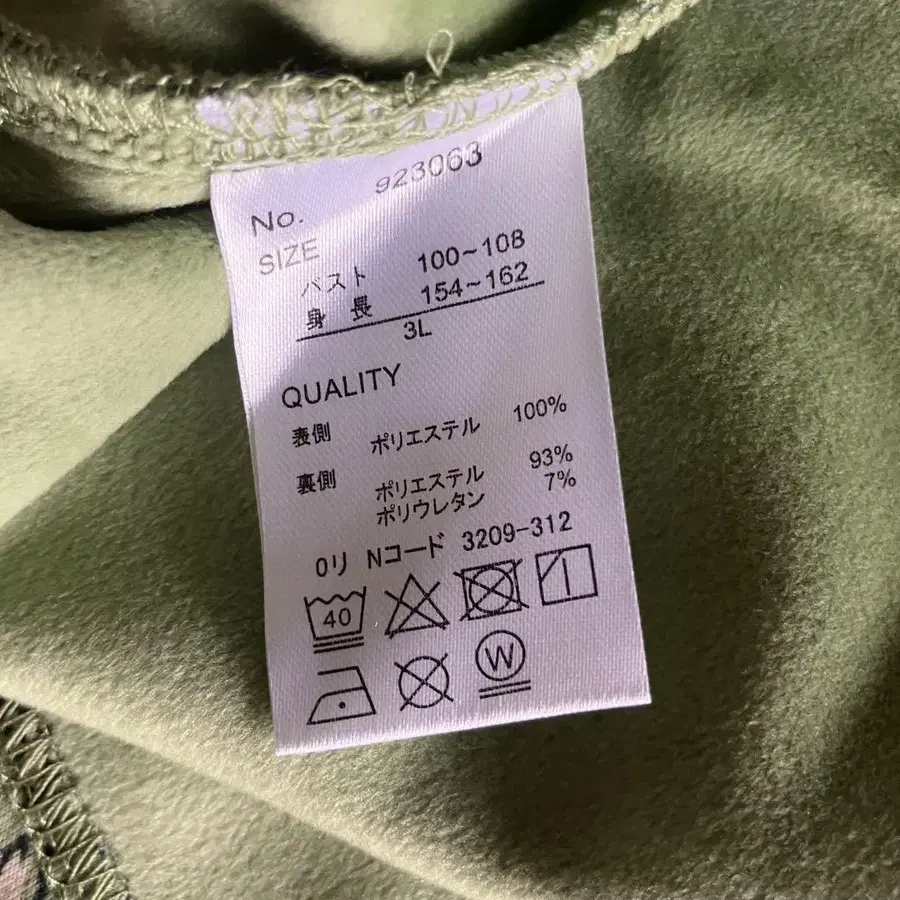 No. 923063
SIZE
バスト 100~108
身長 154~162
3L
QUALITY
表側 ポリエステル 100%
裏側 ポリエステル 93%
ポリウレタン 7%
0リ Nコード 3209-312
40
W